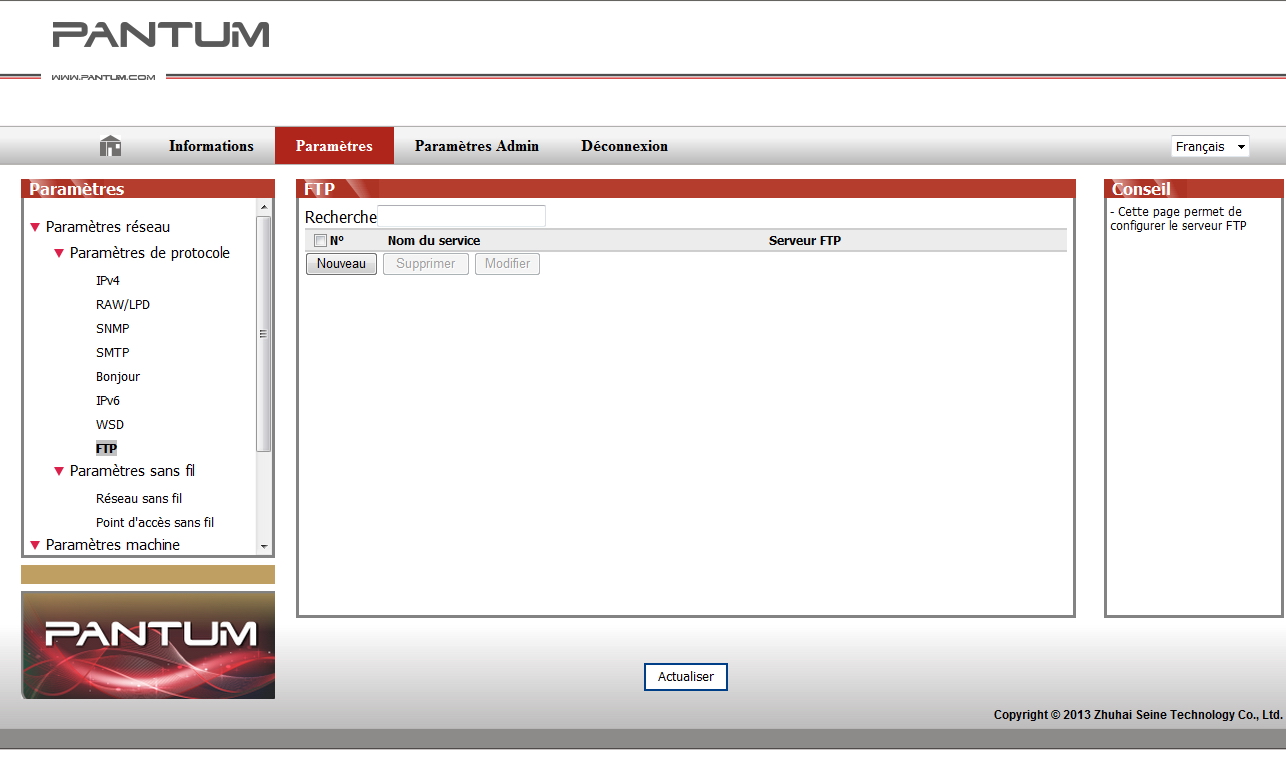 PANTUM
WWW.PANTUM.COM
Informations Paramètres Paramètres Admin Déconnexion Français
Paramètres
Paramètres réseau
Paramètres de protocole
IPv4
RAW/LPD
SNMP
SMTP
Bonjour
IPv6
WSD
FTP
Paramètres sans fil
Réseau sans fil
Point d'accès sans fil
Paramètres machine
PANTUM
FTP
Recherche
N° Nom du service Serveur FTP
Nouveau Supprimer Modifier
Conseil
- Cette page permet de
configurer le serveur FTP
Actualiser
Copyright © 2013 Zhuhai Seine Technology Co., Ltd.